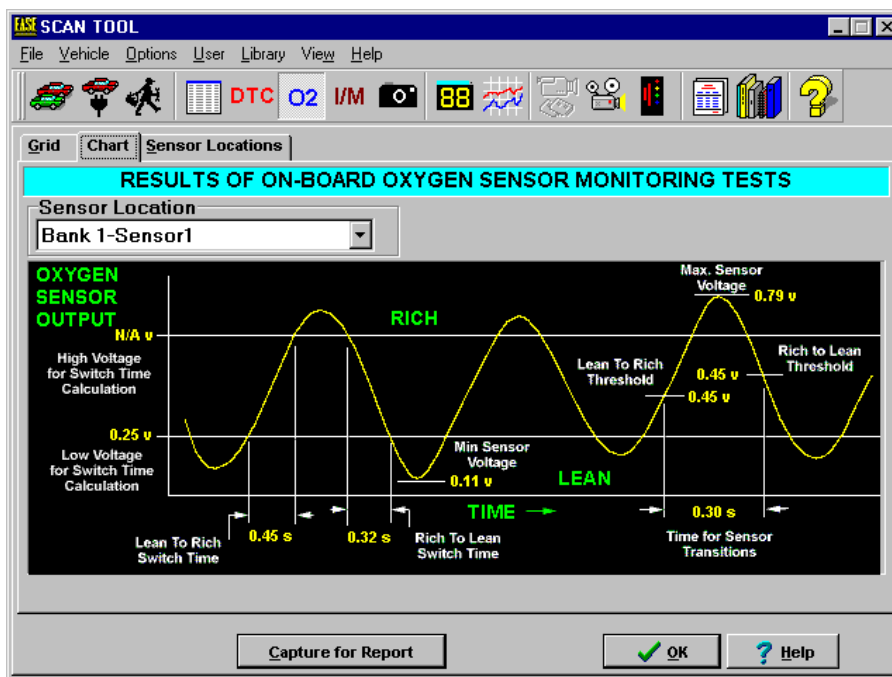 EASE SCAN TOOL
File Vehicle Options User Library View Help
DTC O2 I/M 88
Grid Chart Sensor Locations
RESULTS OF ON-BOARD OXYGEN SENSOR MONITORING TESTS
Sensor Location
Bank 1-Sensor1
OXYGEN
SENSOR
OUTPUT
N/A v
High Voltage
for Switch Time
Calculation
0.25 v
Low Voltage
for Switch Time
Calculation
RICH
Max. Sensor
Voltage
0.79 v
Lean To Rich
Threshold
0.45 v
0.45 v
Rich to Lean
Threshold
Min Sensor
Voltage
0.11 v
LEAN
TIME
Lean To Rich
Switch Time
0.45 s
0.32 s
Rich To Lean
Switch Time
0.30 s
Time for Sensor
Transitions
Capture for Report
OK
? Help